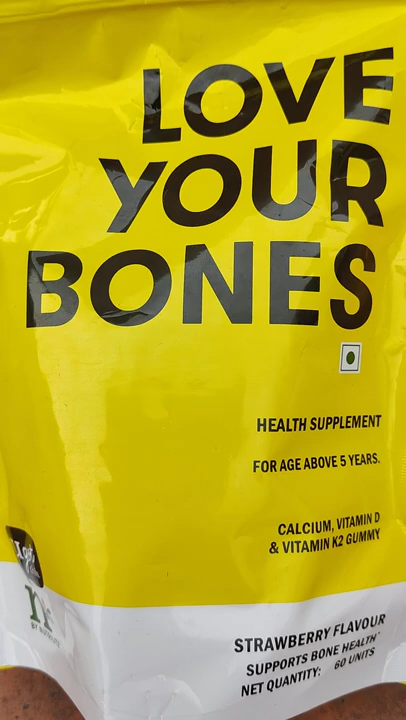 LOVE
YOUR
BONES
HEALTH SUPPLEMENT
FOR AGE ABOVE 5 YEARS.
CALCIUM, VITAMIN D
& VITAMIN K2 GUMMY
STRAWBERRY FLAVOUR
SUPPORTS BONE HEALTH*
NET QUANTITY: 60 UNITS